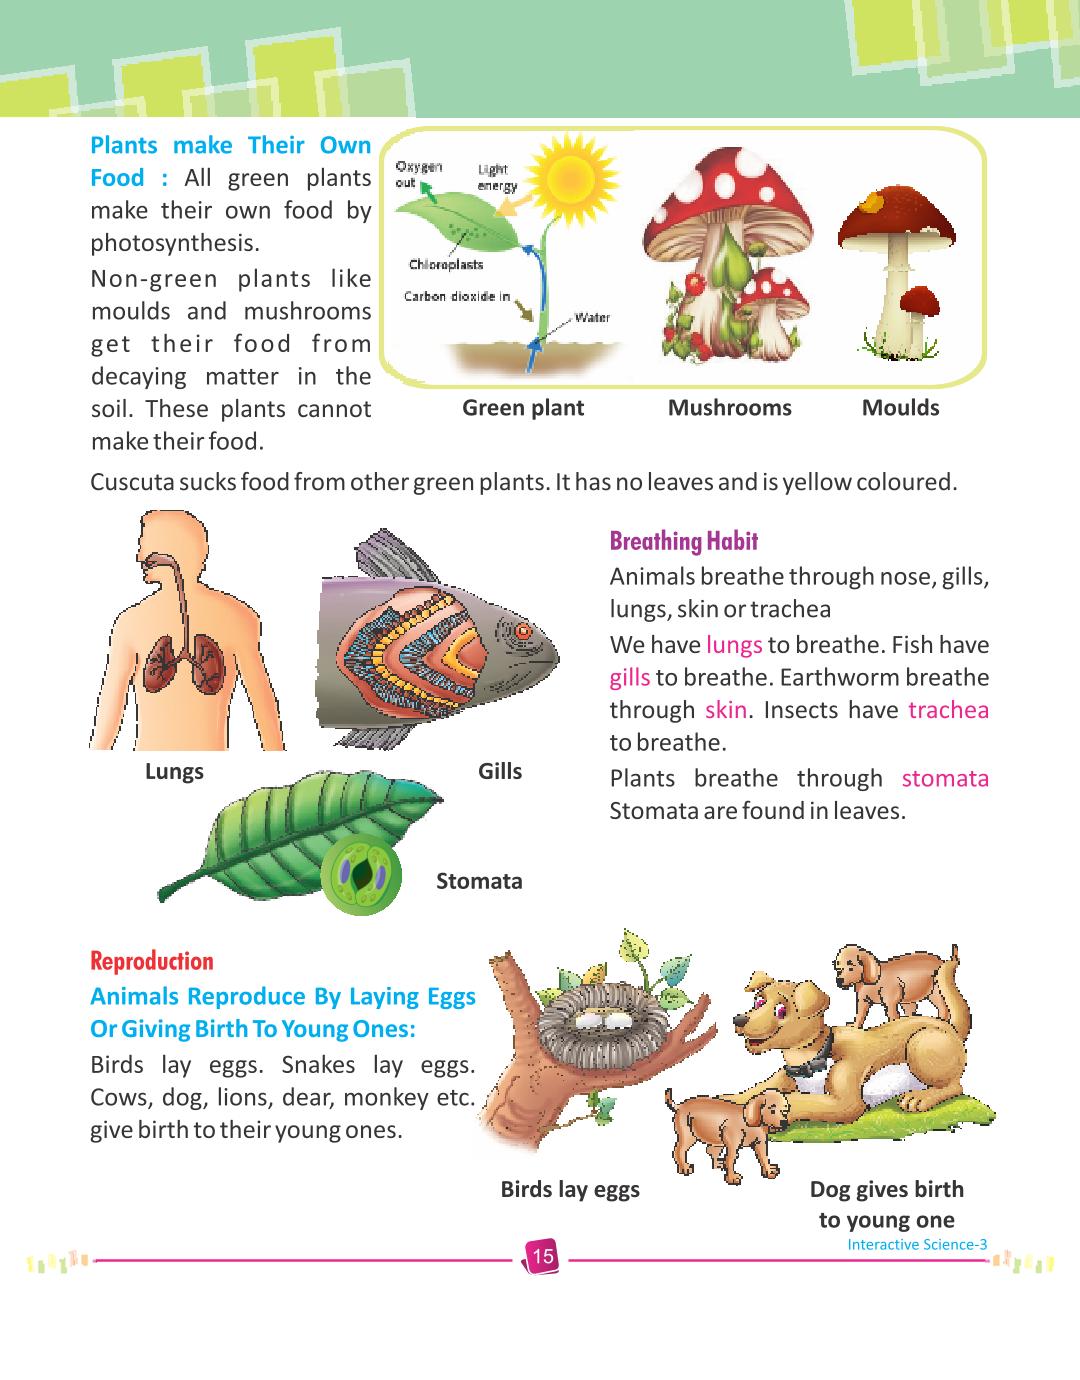 Plants make Their Own
Food : All green plants
make their own food by
photosynthesis.
Non-green plants like
moulds and mushrooms
get their food from
decaying matter in the
soil. These plants cannot
make their food.
Oxygen
out
Light
energy
Chloroplasts
Carbon dioxide in
Water
Green plant
Mushrooms
Moulds
Cuscuta sucks food from other green plants. It has no leaves and is yellow coloured.
Lungs
Gills
Stomata
Breathing Habit
Animals breathe through nose, gills,
lungs, skin or trachea
We have lungs to breathe. Fish have
gills to breathe. Earthworm breathe
through skin. Insects have trachea
to breathe.
Plants breathe through stomata
Stomata are found in leaves.
Reproduction
Animals Reproduce By Laying Eggs
Or Giving Birth To Young Ones:
Birds lay eggs. Snakes lay eggs.
Cows, dog, lions, dear, monkey etc.
give birth to their young ones.
Birds lay eggs
Dog gives birth
to young one
Interactive Science-3
15